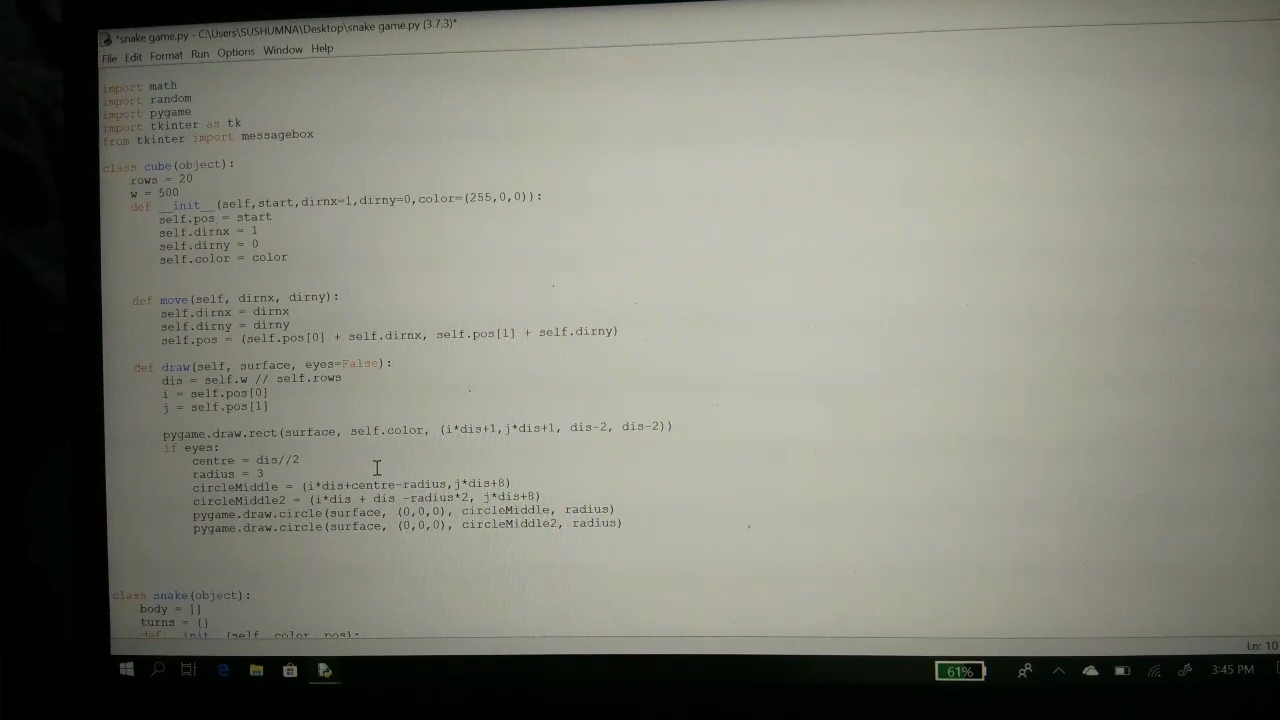 *snake game.py - C:\Users\SUSHUMNA\Desktop\snake game.py (3.7.3)*
File Edit Format Run Options Window Help
import math
import random
import pygame
import tkinter as tk
from tkinter import messagebox
class cube(object):
    rows = 20
    w = 500
    def __init__(self,start,dirnx=1,dirny=0,color=(255,0,0)):
        self.pos = start
        self.dirnx = 1
        self.dirny = 0
        self.color = color
    def move(self, dirnx, dirny):
        self.dirnx = dirnx
        self.dirny = dirny
        self.pos = (self.pos[0] + self.dirnx, self.pos[1] + self.dirny)
    def draw(self, surface, eyes=False):
        dis = self.w // self.rows
        i = self.pos[0]
        j = self.pos[1]
        pygame.draw.rect(surface, self.color, (i*dis+1,j*dis+1, dis-2, dis-2))
        if eyes:
            centre = dis//2
            radius = 3
            circleMiddle = (i*dis+centre-radius,j*dis+8)
            circleMiddle2 = (i*dis + dis -radius*2, j*dis+8)
            pygame.draw.circle(surface, (0,0,0), circleMiddle, radius)
            pygame.draw.circle(surface, (0,0,0), circleMiddle2, radius)
class snake(object):
    body = []
    turns = {}
    def __init__(self, color, pos):
Ln: 10
61%
3:45 PM